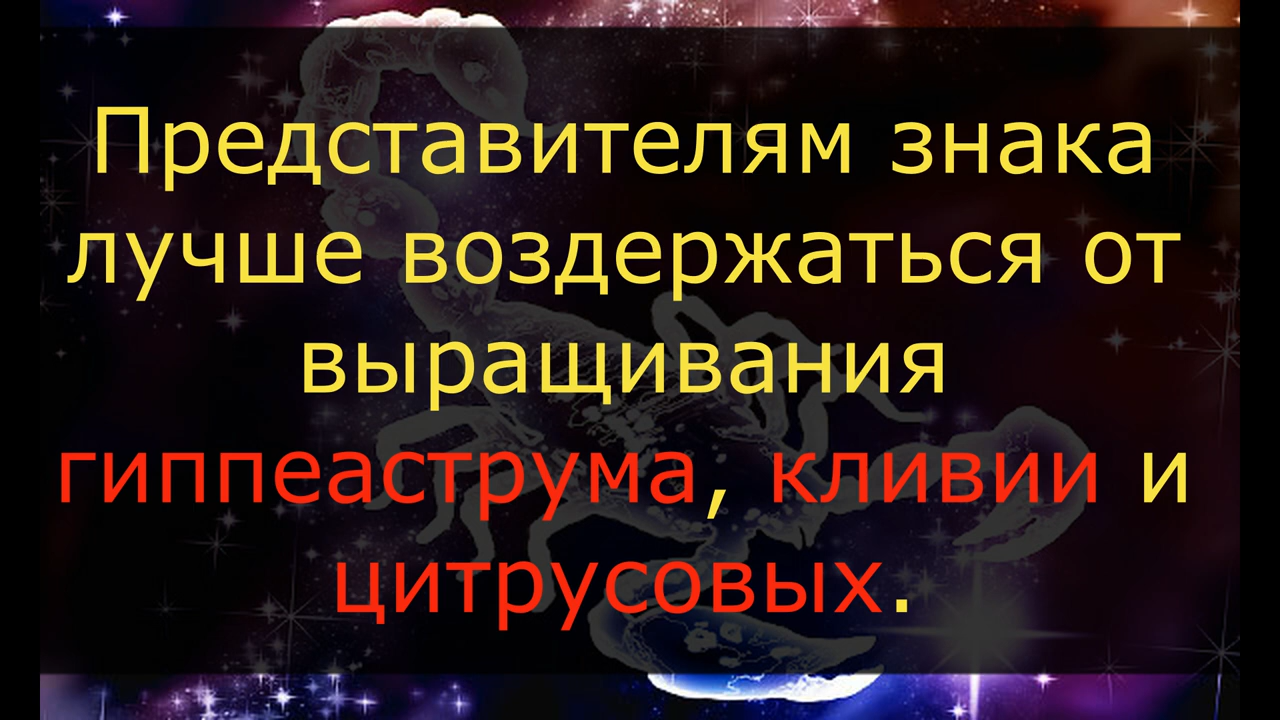 Представителям знака
лучше воздержаться от
выращивания
гиппеаструма, кливии и
цитрусовых.